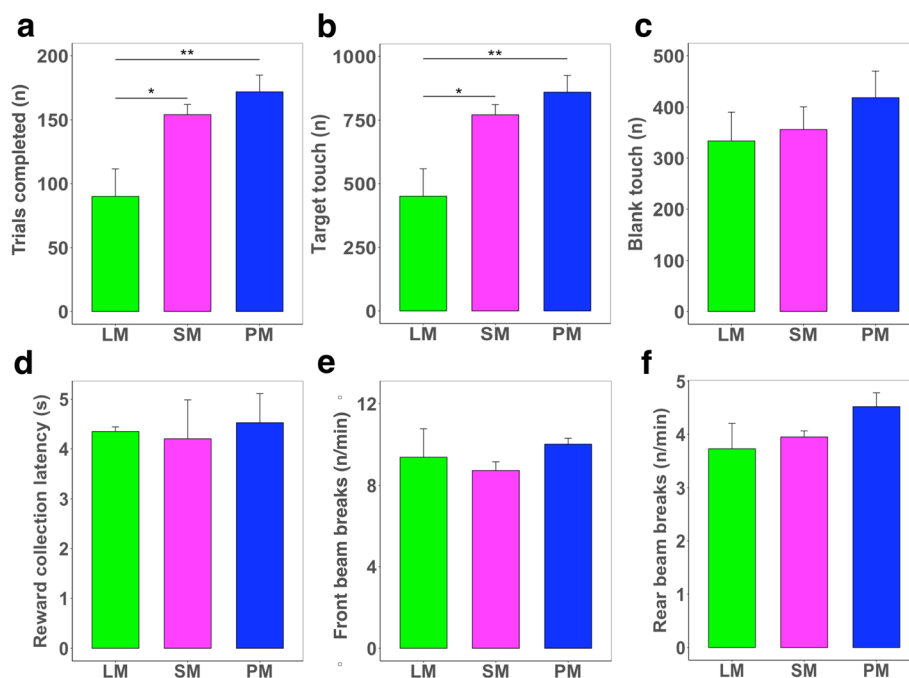 a
Trials completed (n)
200
150
100
50
0
**
*
LM SM PM
b
Target touch (n)
1000
750
500
250
0
**
*
LM SM PM
c
Blank touch (n)
500
400
300
200
100
0
LM SM PM
d
Reward collection latency (s)
5
4
3
2
1
0
LM SM PM
e
Front beam breaks (n/min)
12
8
4
0
LM SM PM
f
Rear beam breaks (n/min)
5
4
3
2
1
0
LM SM PM